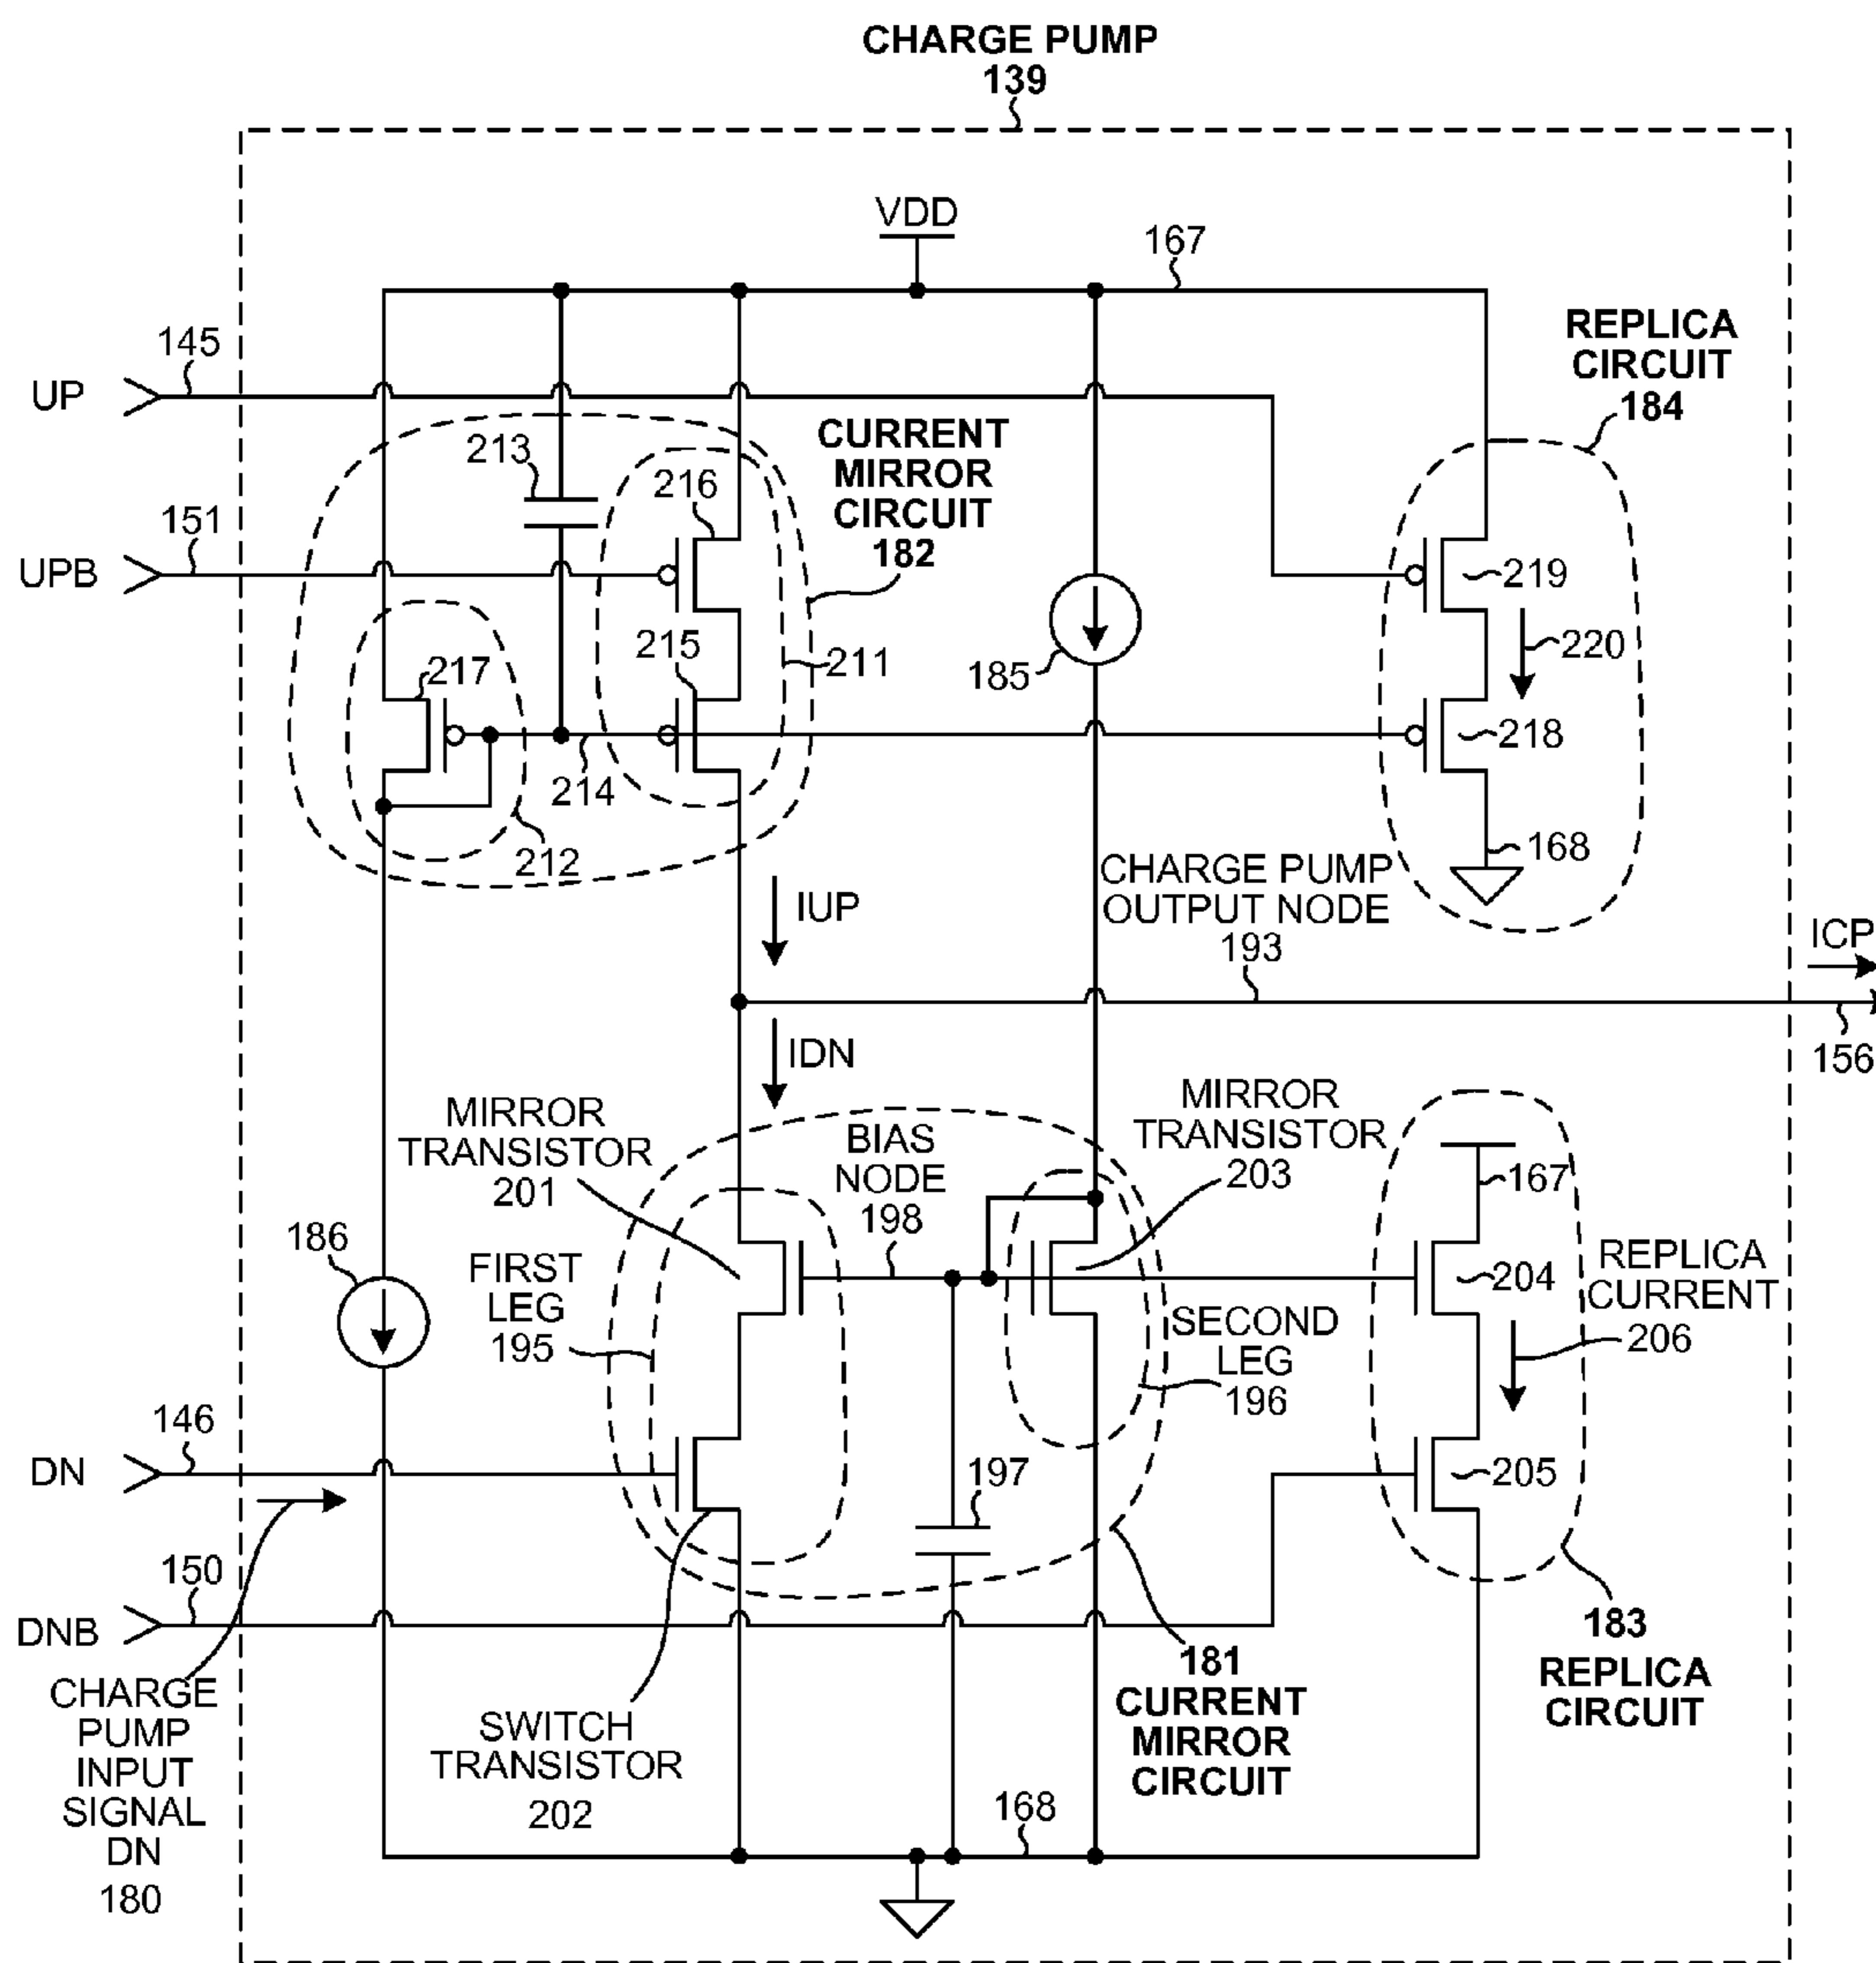 CHARGE PUMP
139
VDD
167
145
UP
REPLICA
CIRCUIT
184
213
CURRENT
MIRROR
CIRCUIT
182
216
151
UPB
219
215
220
217
211
185
218
214
212
168
CHARGE PUMP
OUTPUT NODE
193
IUP
ICP
IDN
156
MIRROR
TRANSISTOR
201
BIAS
NODE
198
MIRROR
TRANSISTOR
203
167
186
FIRST
LEG
195
204
REPLICA
CURRENT
206
SECOND
LEG
196
146
DN
197
205
150
DNB
183
REPLICA
CIRCUIT
181
CURRENT
MIRROR
CIRCUIT
CHARGE
PUMP
INPUT
SIGNAL
DN
180
SWITCH
TRANSISTOR
202
168